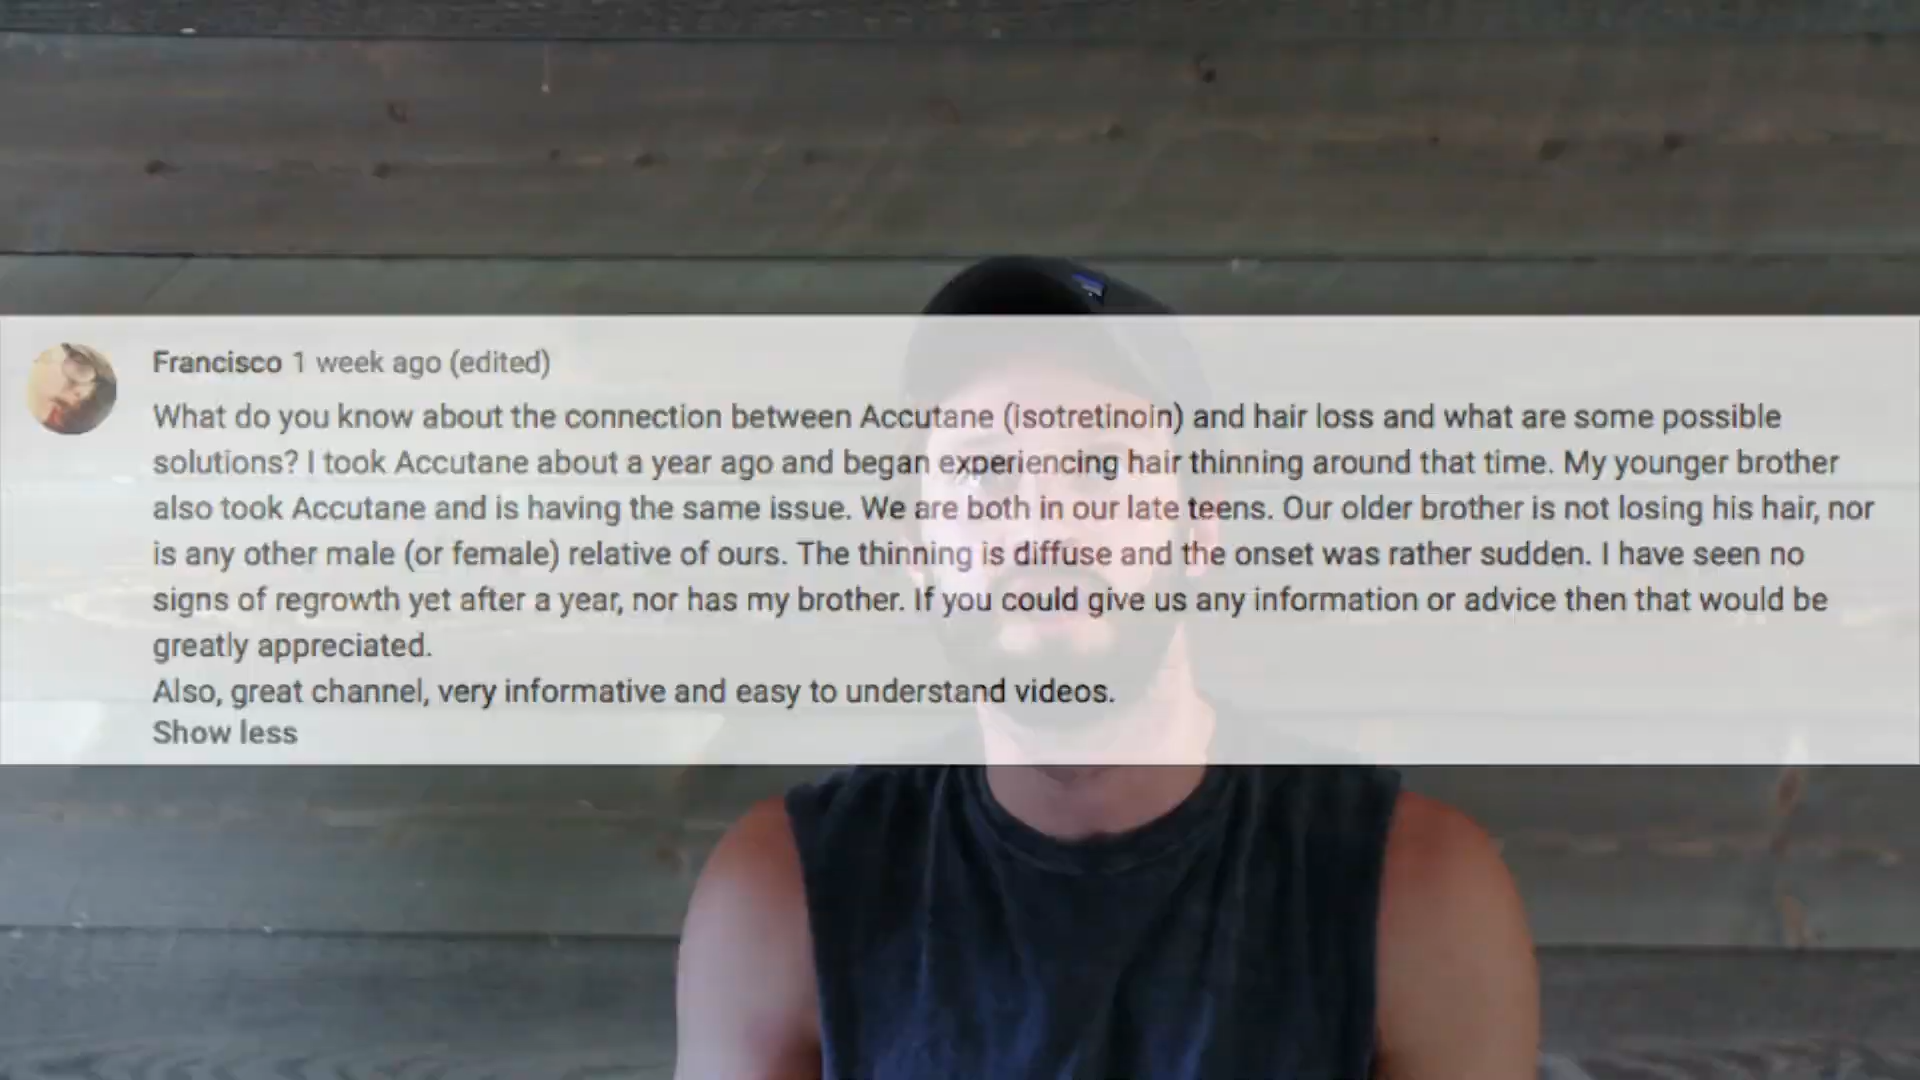 Francisco 1 week ago (edited)
What do you know about the connection between Accutane (isotretinoin) and hair loss and what are some possible
solutions? I took Accutane about a year ago and began experiencing hair thinning around that time. My younger brother
also took Accutane and is having the same issue. We are both in our late teens. Our older brother is not losing his hair, nor
is any other male (or female) relative of ours. The thinning is diffuse and the onset was rather sudden. I have seen no
signs of regrowth yet after a year, nor has my brother. If you could give us any information or advice then that would be
greatly appreciated.
Also, great channel, very informative and easy to understand videos.
Show less